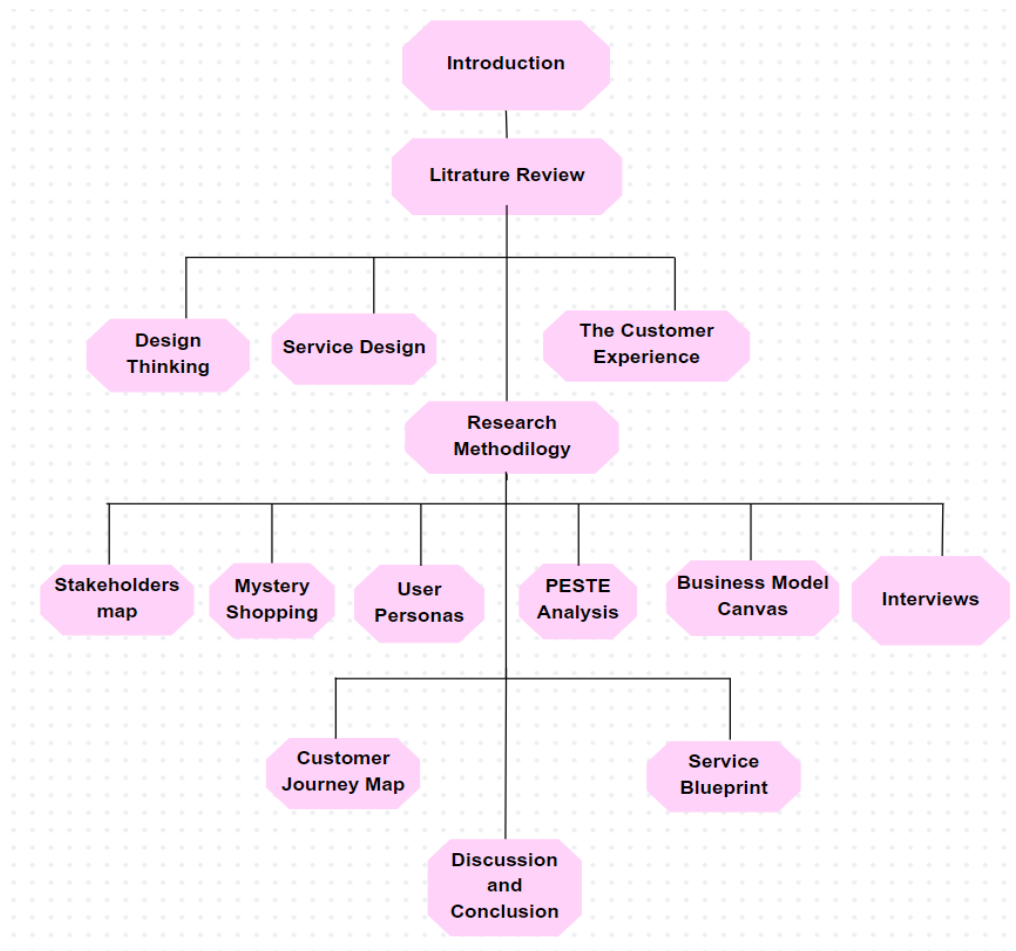 Introduction
Litrature Review
Design
Thinking
Service Design
The Customer
Experience
Research
Methodilogy
Stakeholders
map
Mystery
Shopping
User
Personas
PESTE
Analysis
Business Model
Canvas
Interviews
Customer
Journey Map
Service
Blueprint
Discussion
and
Conclusion